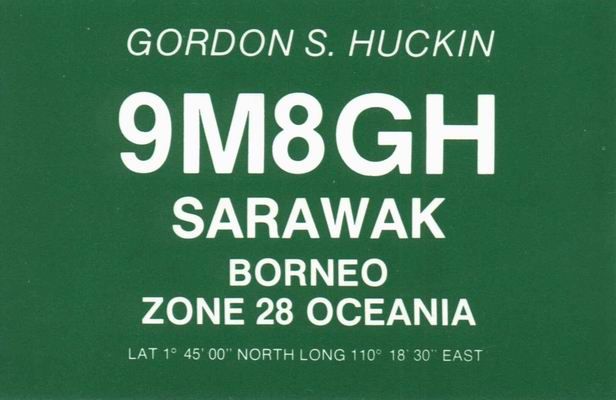 GORDON S. HUCKIN
9M8GH
SARAWAK
BORNEO
ZONE 28 OCEANIA
LAT 1° 45' 00" NORTH LONG 110° 18' 30" EAST